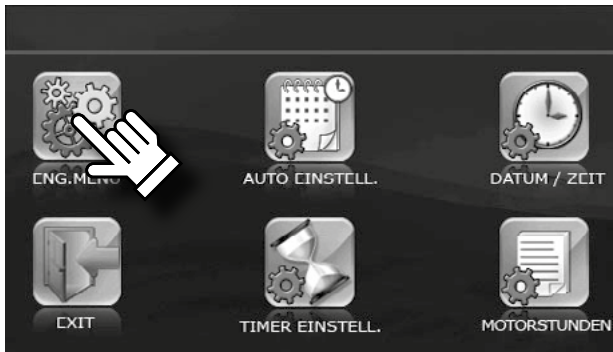 ENG.MENU
AUTO EINSTELL.
DATUM / ZEIT
EXIT
TIMER EINSTELL.
MOTORSTUNDEN